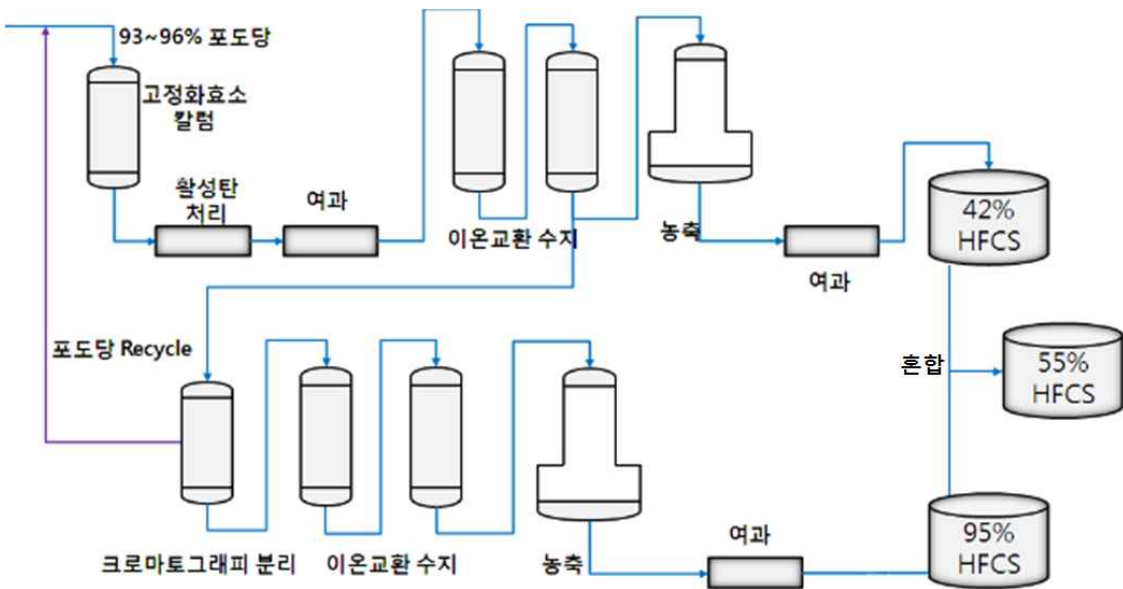 93~96% 포도당
고정화효소
칼럼
활성탄
처리
여과
이온교환 수지
농축
여과
42%
HFCS
포도당 Recycle
혼합
55%
HFCS
크로마토그래피 분리
이온교환 수지
농축
여과
95%
HFCS